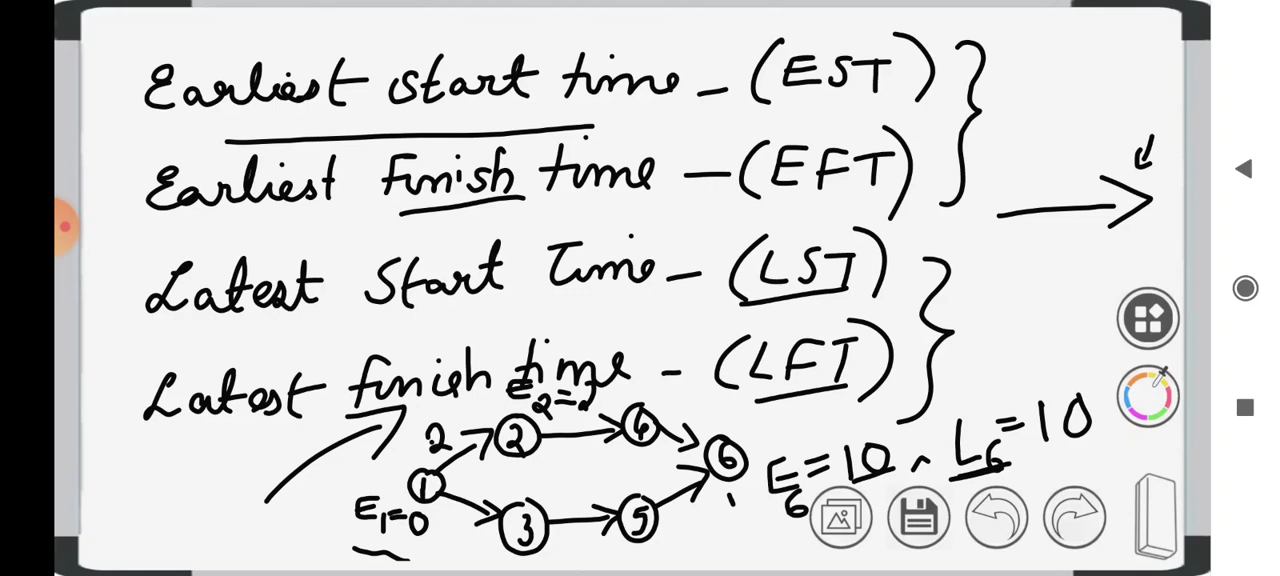 Earliest start time - (EST)
Earliest Finish time - (EFT)
Latest Start Time - (LST)
Latest finish time - (LFT)
E2=2
2
2
4
6
E6=10, L6=10
1
E1=0
3
5